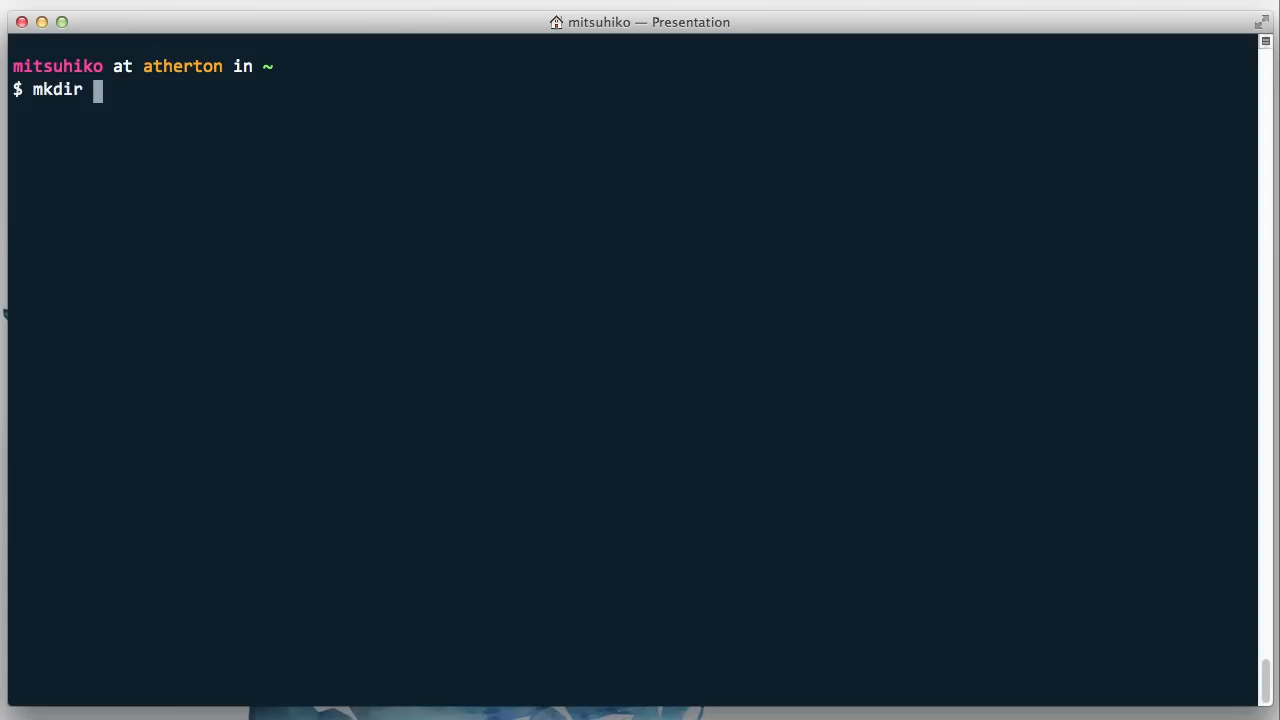 mitsuhiko — Presentation
mitsuhiko at atherton in ~
$ mkdir